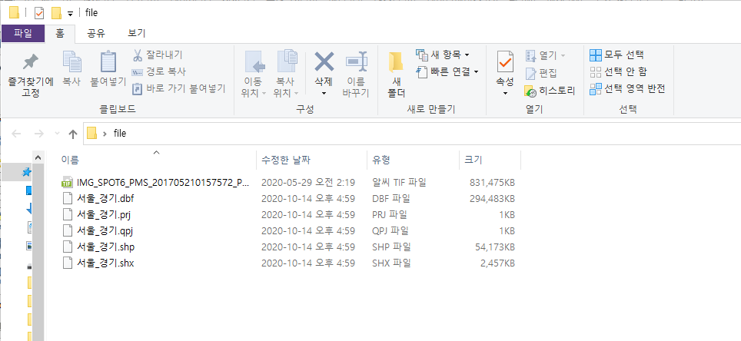 file
파일 홈 공유 보기
즐겨찾기에 고정
복사
붙여넣기
잘라내기
경로 복사
바로 가기 붙여넣기
이동 위치
복사 위치
삭제
이름 바꾸기
새 폴더
새 항목
빠른 연결
속성
열기
편집
히스토리
모두 선택
선택 안 함
선택 영역 반전
클립보드 구성 새로 만들기 열기 선택
file
이름 수정한 날짜 유형 크기
IMG_SPOT6_PMS_201705210157572_P... 2020-05-29 오전 2:19 알씨 TIF 파일 831,475KB
서울_경기.dbf 2020-10-14 오후 4:59 DBF 파일 294,483KB
서울_경기.prj 2020-10-14 오후 4:59 PRJ 파일 1KB
서울_경기.qpj 2020-10-14 오후 4:59 QPJ 파일 1KB
서울_경기.shp 2020-10-14 오후 4:59 SHP 파일 54,173KB
서울_경기.shx 2020-10-14 오후 4:59 SHX 파일 2,457KB